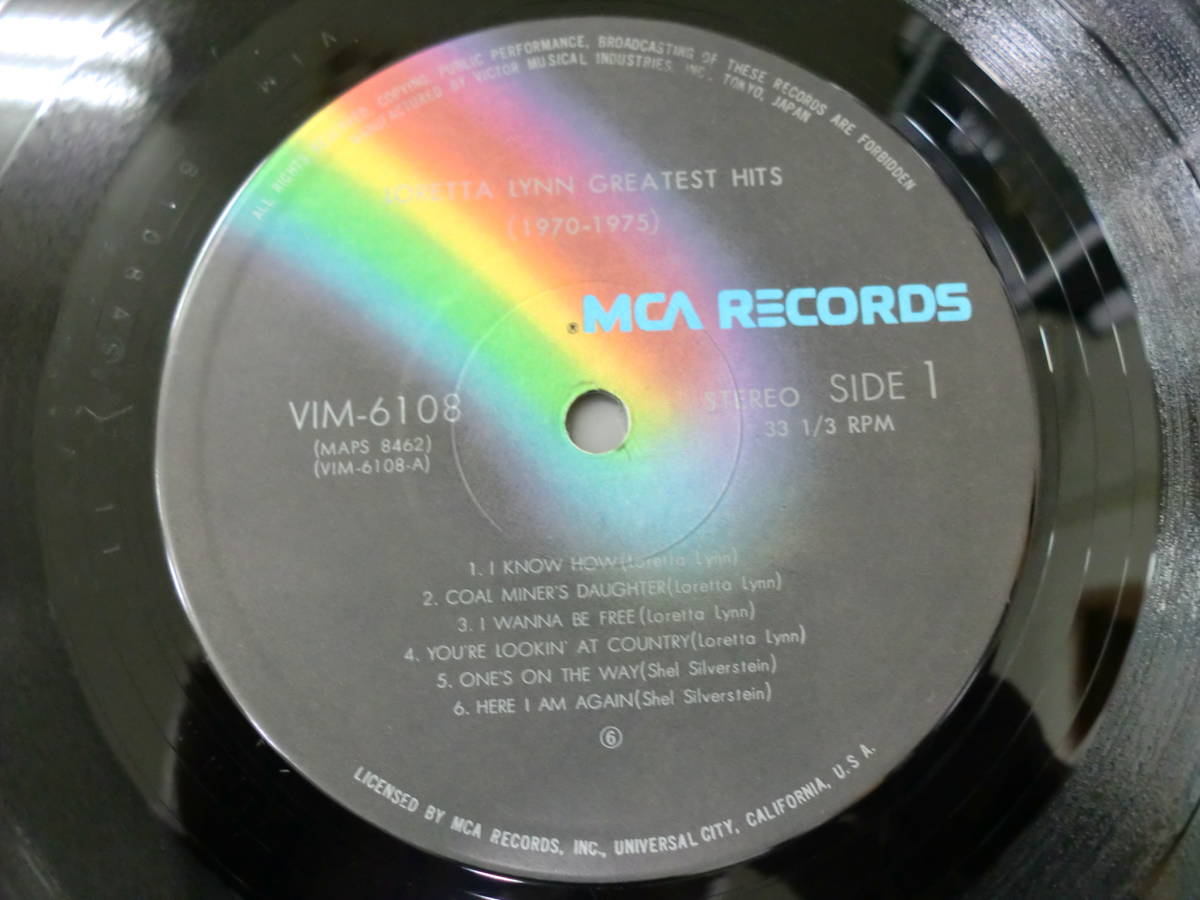 ALL RIGHTS RESERVED. COPYING, PUBLIC PERFORMANCE, BROADCASTING OF THESE RECORDS ARE FORBIDDEN
MANUFACTURED BY VICTOR MUSICAL INDUSTRIES, INC., TOKYO, JAPAN
LORETTA LYNN GREATEST HITS
(1970-1975)
® MCA RECORDS
VIM-6108
(MAPS 8462)
(VIM-6108-A)
STEREO SIDE 1
33 1/3 RPM
1. I KNOW HOW (Loretta Lynn)
2. COAL MINER'S DAUGHTER (Loretta Lynn)
3. I WANNA BE FREE (Loretta Lynn)
4. YOU'RE LOOKIN' AT COUNTRY (Loretta Lynn)
5. ONE'S ON THE WAY (Shel Silverstein)
6. HERE I AM AGAIN (Shel Silverstein)
⑥
LICENSED BY MCA RECORDS, INC., UNIVERSAL CITY, CALIFORNIA, U.S.A.